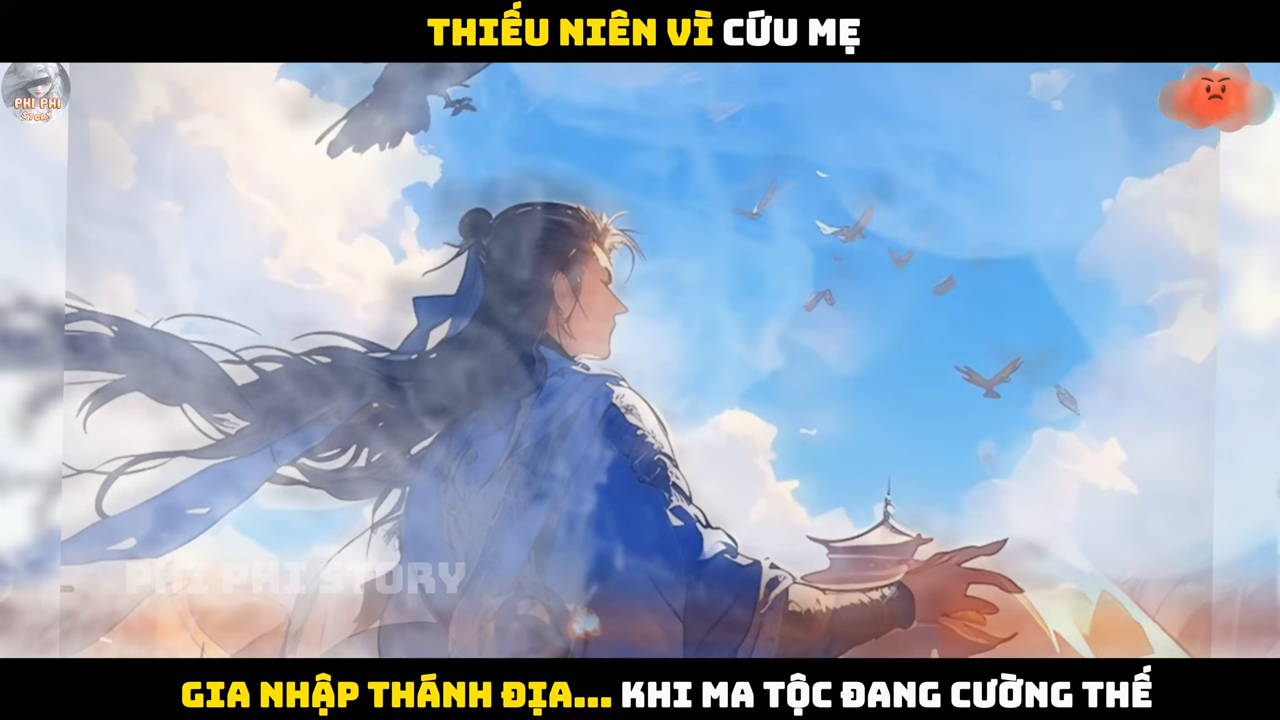 THIẾU NIÊN VÌ CỨU MẸ
PHI PHI
STORY
PHI PHI STORY
GIA NHẬP THÁNH ĐỊA... KHI MA TỘC ĐANG CƯỜNG THẾ